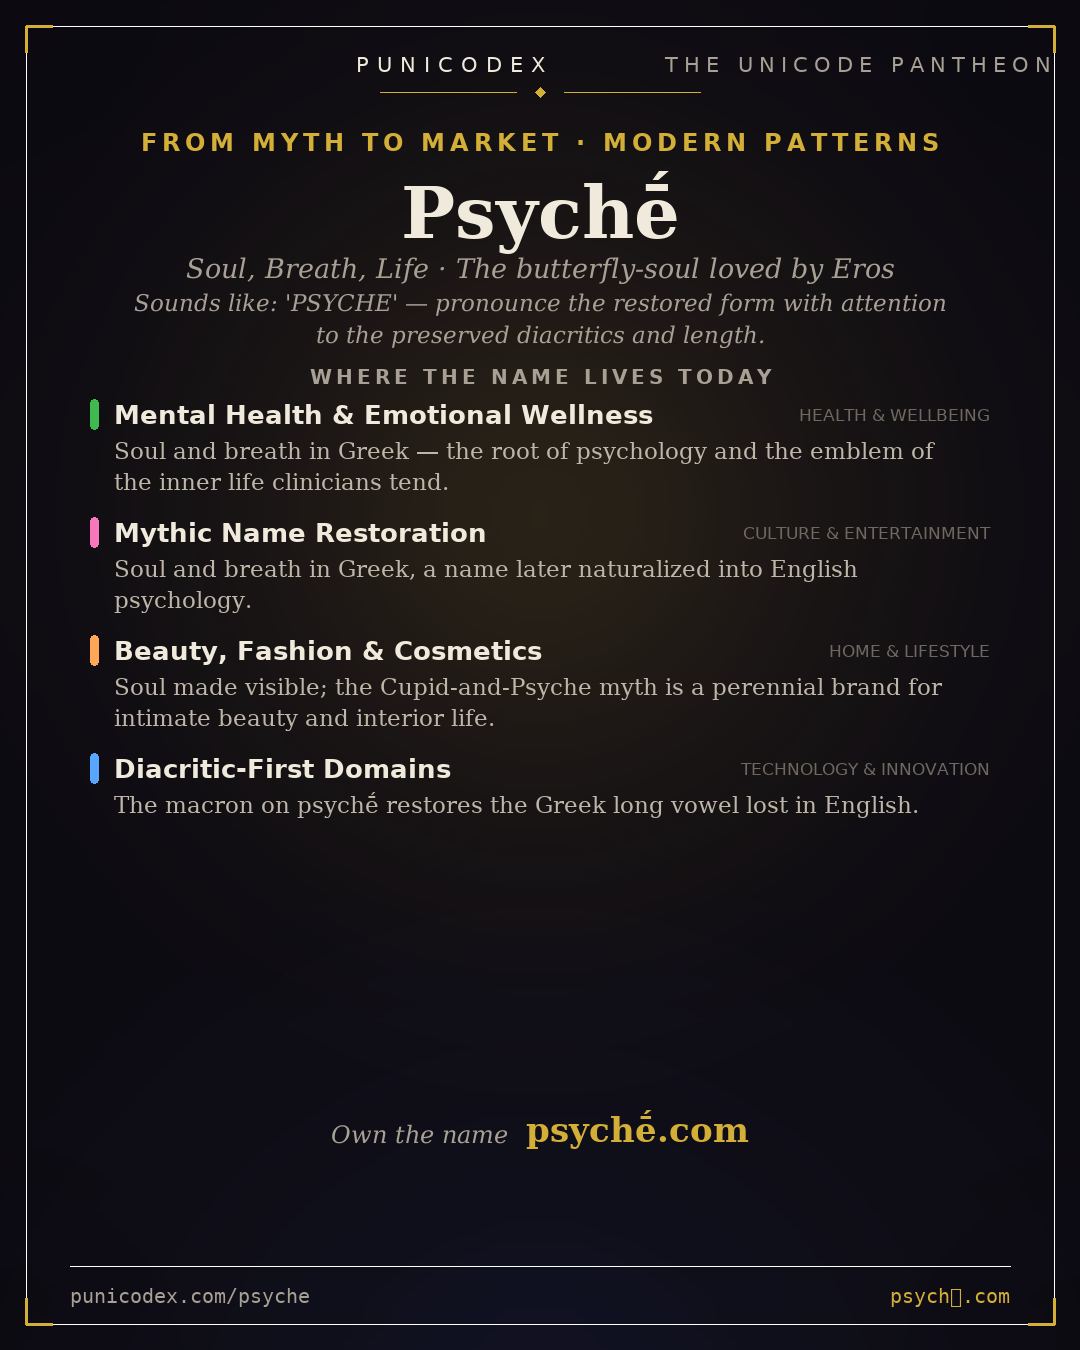 PUNICODEX THE UNICODE PANTHEON
FROM MYTH TO MARKET · MODERN PATTERNS
Psychḗ
Soul, Breath, Life · The butterfly-soul loved by Eros
Sounds like: 'PSYCHE' — pronounce the restored form with attention
to the preserved diacritics and length.
WHERE THE NAME LIVES TODAY
Mental Health & Emotional Wellness HEALTH & WELLBEING
Soul and breath in Greek — the root of psychology and the emblem of
the inner life clinicians tend.
Mythic Name Restoration CULTURE & ENTERTAINMENT
Soul and breath in Greek, a name later naturalized into English
psychology.
Beauty, Fashion & Cosmetics HOME & LIFESTYLE
Soul made visible; the Cupid-and-Psyche myth is a perennial brand for
intimate beauty and interior life.
Diacritic-First Domains TECHNOLOGY & INNOVATION
The macron on psychḗ restores the Greek long vowel lost in English.
Own the name psychḗ.com
punicodex.com/psyche psych▯.com